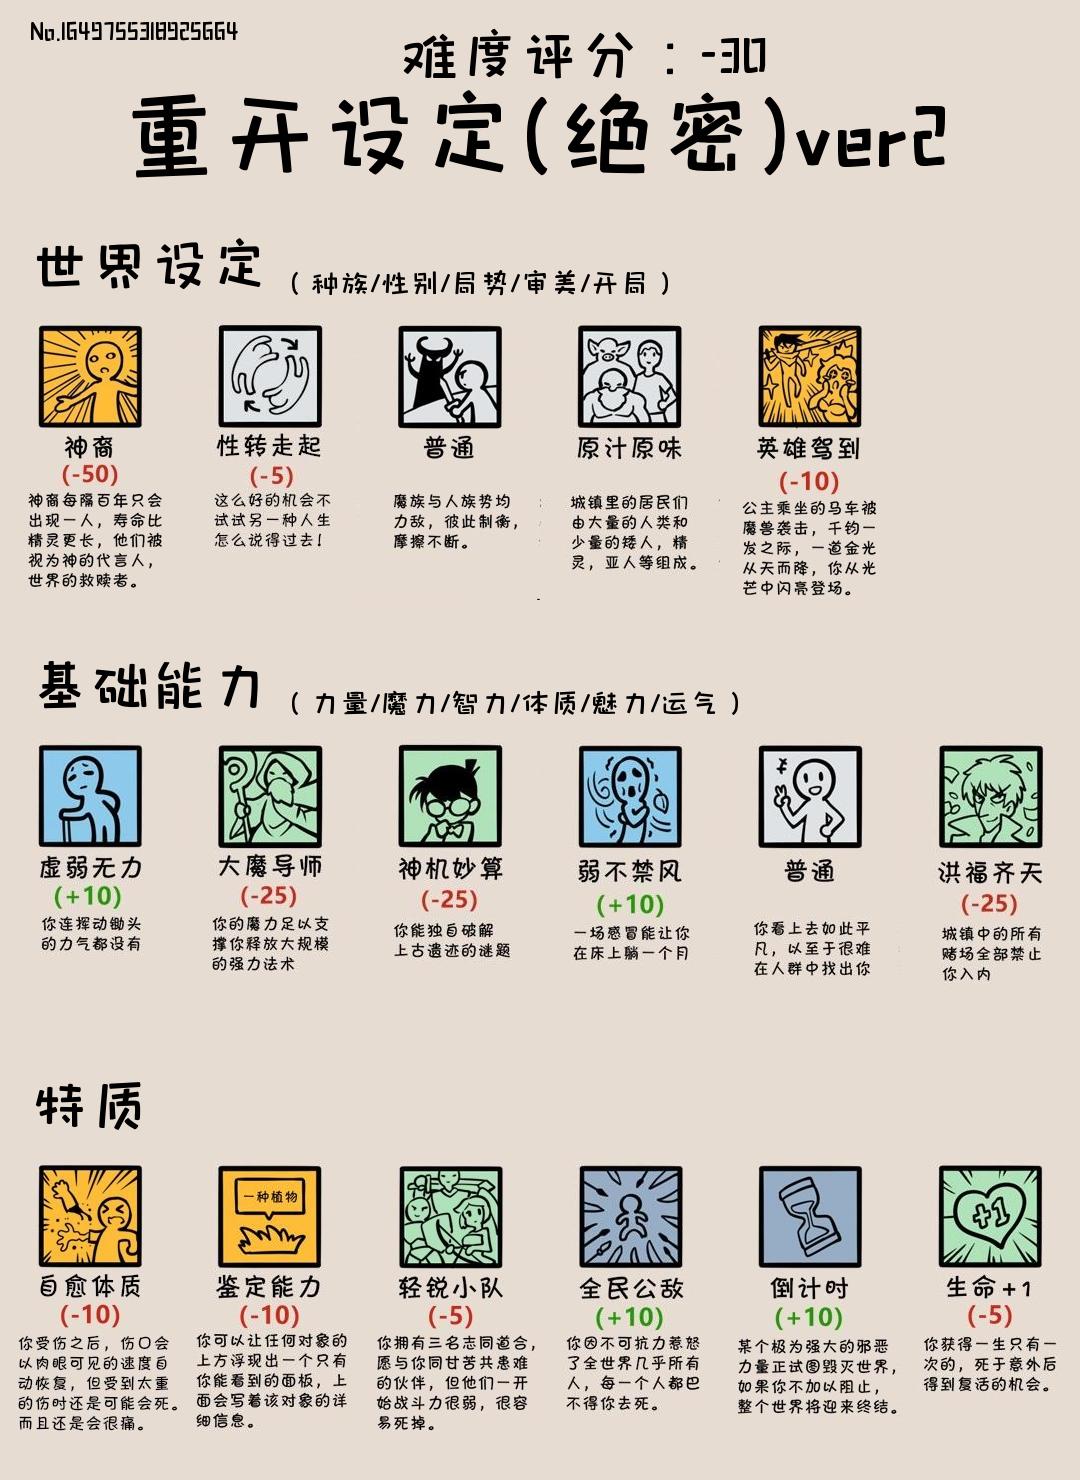 No.1649755318925664
难度评分：-30
重开设定(绝密)ver2
世界设定（种族/性别/局势/审美/开局）
神裔
(-50)
神裔每隔百年只会
出现一人，寿命比
精灵更长，他们被
视为神的代言人，
世界的救赎者。
性转走起
(-5)
这么好的机会不
试试另一种人生
怎么说得过去！
普通
魔族与人族势均
力敌，彼此制衡，
摩擦不断。
原汁原味
城镇里的居民们
由大量的人类和
少量的矮人，精
灵，亚人等组成。
英雄驾到
(-10)
公主乘坐的马车被
魔兽袭击，千钧一
发之际，一道金光
从天而降，你从光
芒中闪亮登场。
基础能力（力量/魔力/智力/体质/魅力/运气）
虚弱无力
(+10)
你连挥动锄头
的力气都没有
大魔导师
(-25)
你的魔力足以支
撑你释放大规模
的强力法术
神机妙算
(-25)
你能独自破解
上古遗迹的谜题
弱不禁风
(+10)
一场感冒能让你
在床上躺一个月
普通
你看上去如此平
凡，以至于很难
在人群中找出你
洪福齐天
(-25)
城镇中的所有
赌场全部禁止
你入内
特质
自愈体质
(-10)
你受伤之后，伤口会
以肉眼可见的速度自
动恢复，但受到太重
的伤时还是可能会死。
而且还是会很痛。
一种植物
鉴定能力
(-10)
你可以让任何对象的
上方浮现出一个只有
你能看到的面板，上
面会写着该对象的详
细信息。
轻锐小队
(-5)
你拥有三名志同道合，
愿与你同甘苦共患难
的伙伴，但他们一开
始战斗力很弱，很容
易死掉。
全民公敌
(+10)
你因不可抗力惹怒
了全世界几乎所有
人，每一个人都巴
不得你去死。
倒计时
(+10)
某个极为强大的邪恶
力量正试图毁灭世界，
如果你不加以阻止，
整个世界将迎来终结。
+1
生命+1
(-5)
你获得一生只有一
次的，死于意外后
得到复活的机会。